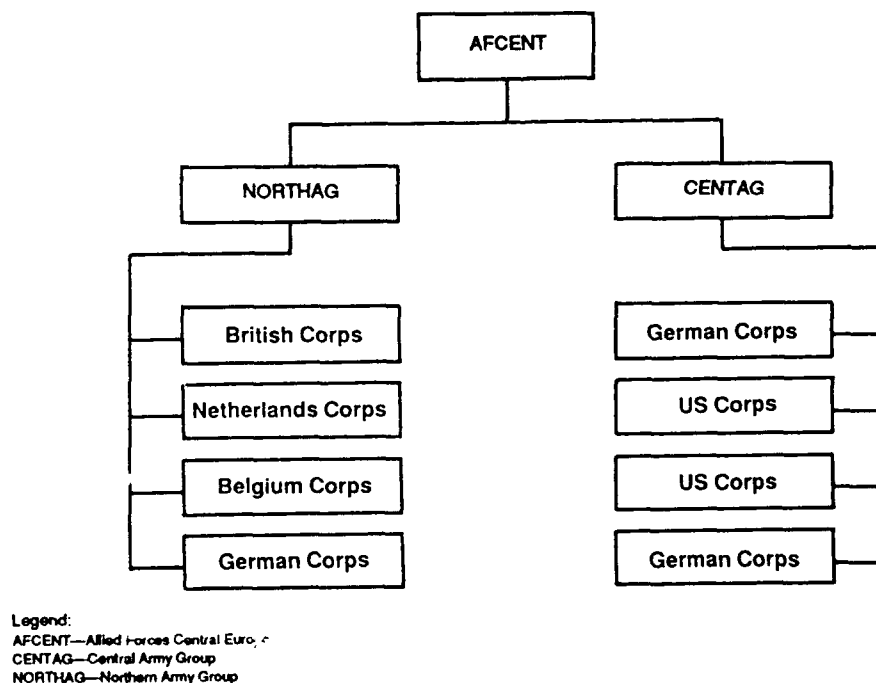 AFCENT
NORTHAG
CENTAG
British Corps
Netherlands Corps
Belgium Corps
German Corps
German Corps
US Corps
US Corps
German Corps
Legend:
AFCENT—Allied Forces Central
CENTAG—Central Army Group
NORTHAG—Northern Army Group